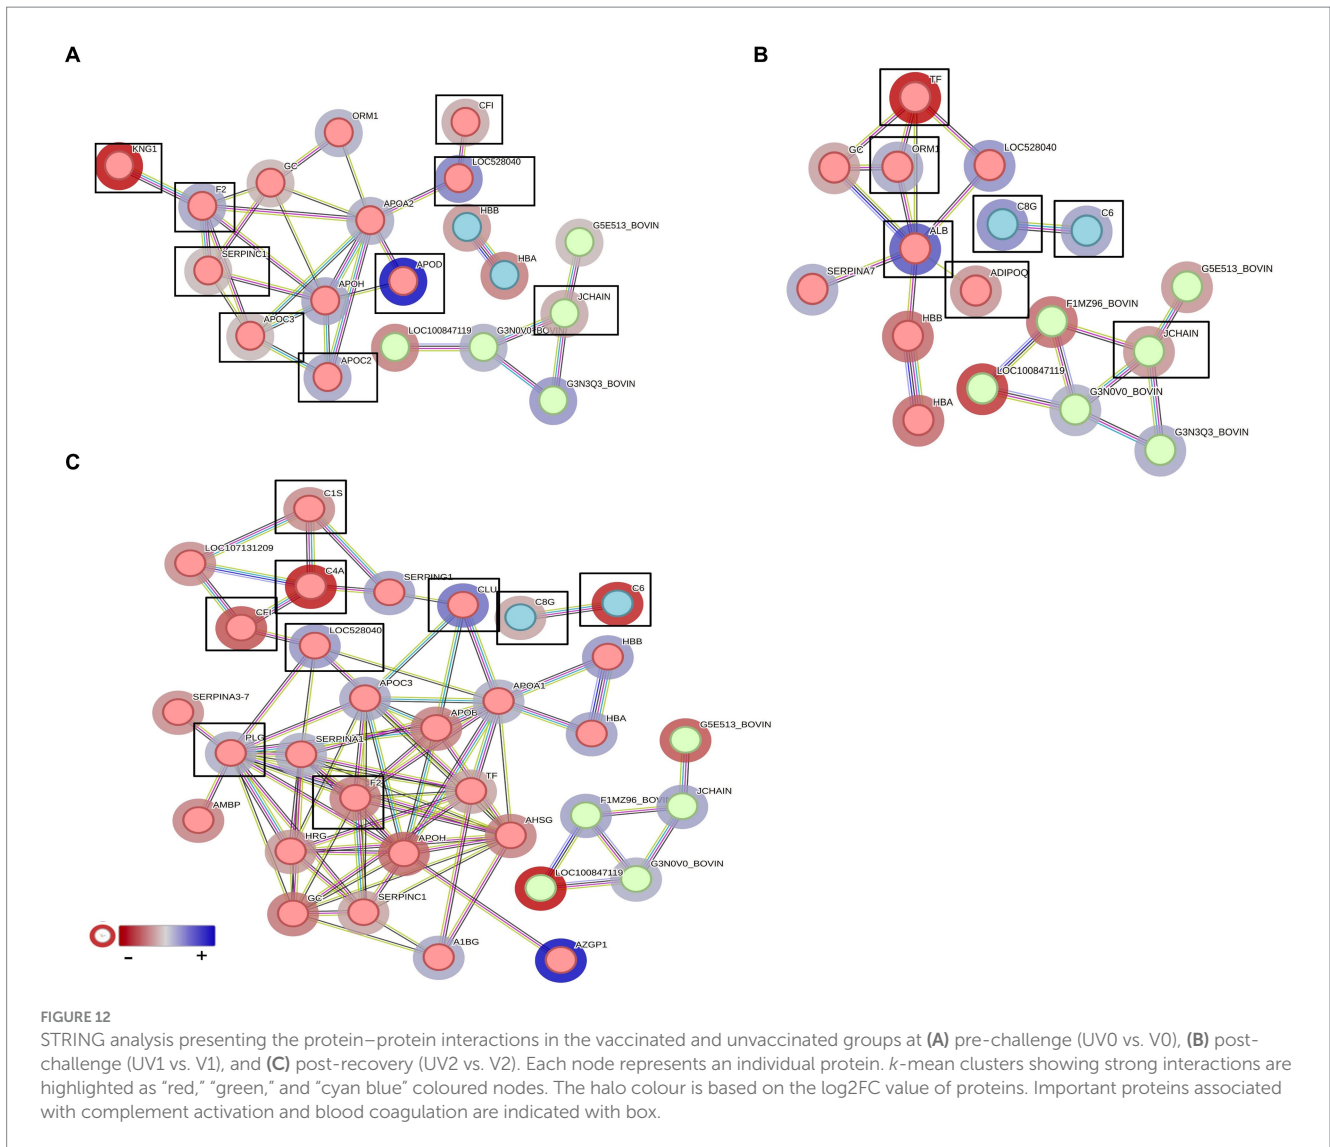 A
ORM1
CFI
KNG1
GC
LOC528040
F2
APOA2
HBB
G5E513_BOVIN
SERPINC1
HBA
APOD
APOH
JCHAIN
APOC3
LOC100847119
G3N0V0_BOVIN
APOC2
G3N3Q3_BOVIN
B
TF
GC
ORM1
LOC528040
C8G
C6
ALB
SERPINA7
ADIPOQ
G5E513_BOVIN
F1MZ96_BOVIN
HBB
JCHAIN
LOC100847119
G3N0V0_BOVIN
HBA
G3N3Q3_BOVIN
C
C1S
LOC107131209
C4A
SERPING1
CLU
C8G
C6
CFI
LOC528040
HBB
APOC3
APOA1
SERPINA3-7
APOB
HBA
G5E513_BOVIN
PLG
SERPINA1
F2
TF
F1MZ96_BOVIN
JCHAIN
AMBP
HRG
APOH
AHSG
LOC100847119
G3N0V0_BOVIN
GC
SERPINC1
A1BG
AZGP1
– +
FIGURE 12
STRING analysis presenting the protein–protein interactions in the vaccinated and unvaccinated groups at (A) pre-challenge (UV0 vs. V0), (B) post-
challenge (UV1 vs. V1), and (C) post-recovery (UV2 vs. V2). Each node represents an individual protein. k-mean clusters showing strong interactions are
highlighted as “red,” “green,” and “cyan blue” coloured nodes. The halo colour is based on the log2FC value of proteins. Important proteins associated
with complement activation and blood coagulation are indicated with box.